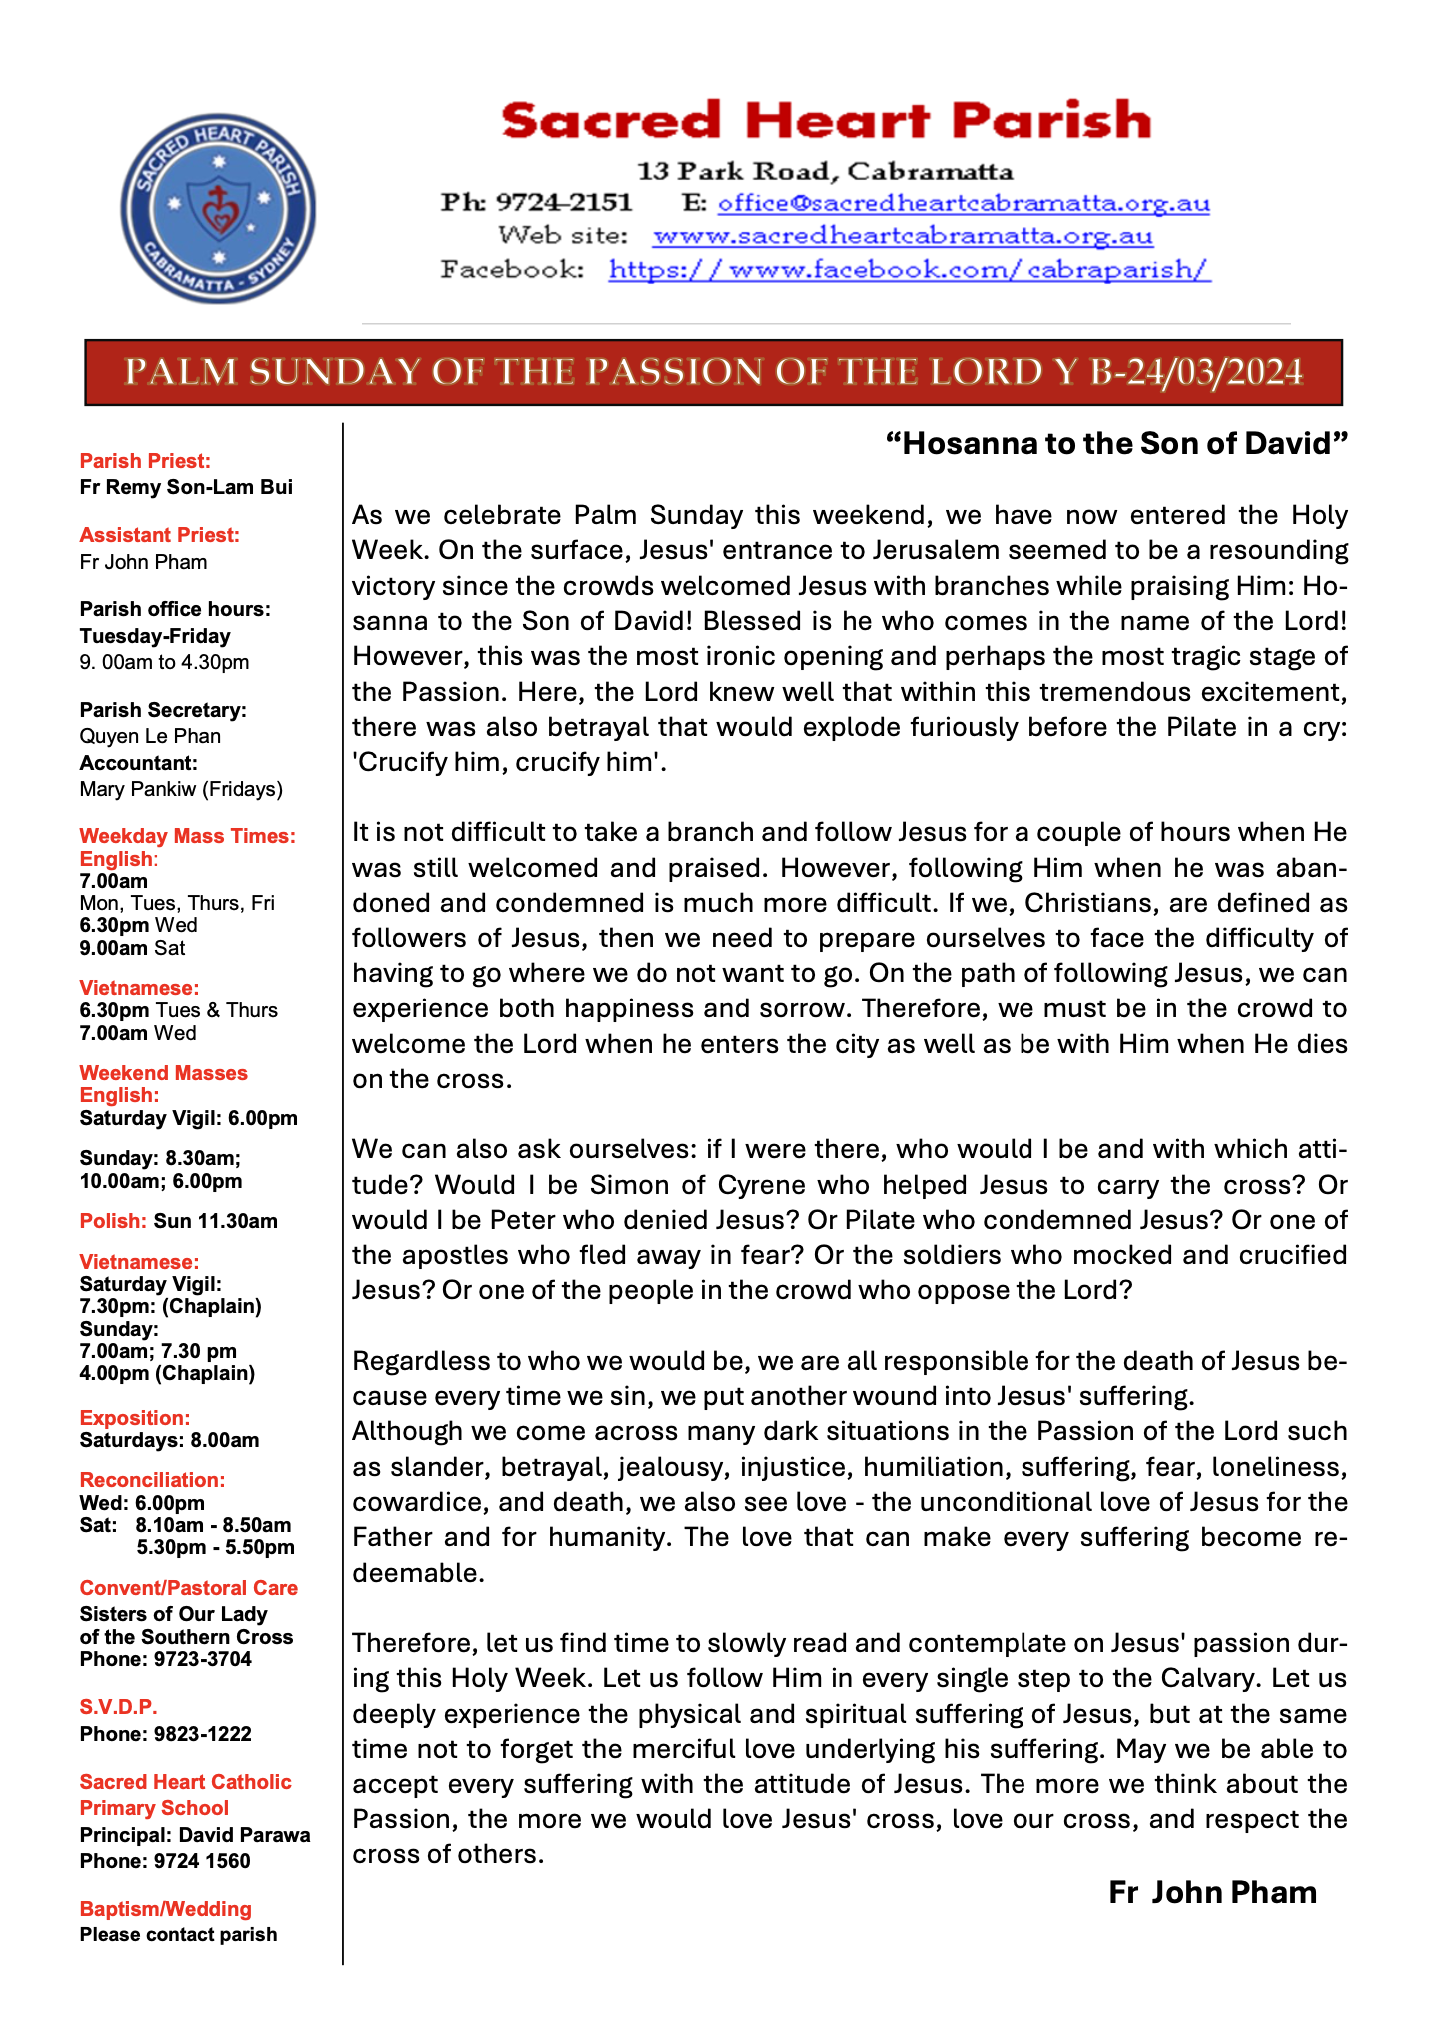 SACRED HEART PARISH
CABRAMATTA - SYDNEY
Sacred Heart Parish
13 Park Road, Cabramatta
Ph: 9724-2151 E: office@sacredheartcabramatta.org.au
Web site: www.sacredheartcabramatta.org.au
Facebook: https://www.facebook.com/cabraparish/
PALM SUNDAY OF THE PASSION OF THE LORD Y B-24/03/2024
Parish Priest:
Fr Remy Son-Lam Bui
Assistant Priest:
Fr John Pham
Parish office hours:
Tuesday-Friday
9. 00am to 4.30pm
Parish Secretary:
Quyen Le Phan
Accountant:
Mary Pankiw (Fridays)
Weekday Mass Times:
English:
7.00am
Mon, Tues, Thurs, Fri
6.30pm Wed
9.00am Sat
Vietnamese:
6.30pm Tues & Thurs
7.00am Wed
Weekend Masses
English:
Saturday Vigil: 6.00pm
Sunday: 8.30am;
10.00am; 6.00pm
Polish: Sun 11.30am
Vietnamese:
Saturday Vigil:
7.30pm: (Chaplain)
Sunday:
7.00am; 7.30 pm
4.00pm (Chaplain)
Exposition:
Saturdays: 8.00am
Reconciliation:
Wed: 6.00pm
Sat: 8.10am - 8.50am
5.30pm - 5.50pm
Convent/Pastoral Care
Sisters of Our Lady
of the Southern Cross
Phone: 9723-3704
S.V.D.P.
Phone: 9823-1222
Sacred Heart Catholic
Primary School
Principal: David Parawa
Phone: 9724 1560
Baptism/Wedding
Please contact parish
“Hosanna to the Son of David”
As we celebrate Palm Sunday this weekend, we have now entered the Holy
Week. On the surface, Jesus' entrance to Jerusalem seemed to be a resounding
victory since the crowds welcomed Jesus with branches while praising Him: Ho-
sanna to the Son of David! Blessed is he who comes in the name of the Lord!
However, this was the most ironic opening and perhaps the most tragic stage of
the Passion. Here, the Lord knew well that within this tremendous excitement,
there was also betrayal that would explode furiously before the Pilate in a cry:
'Crucify him, crucify him'.
It is not difficult to take a branch and follow Jesus for a couple of hours when He
was still welcomed and praised. However, following Him when he was aban-
doned and condemned is much more difficult. If we, Christians, are defined as
followers of Jesus, then we need to prepare ourselves to face the difficulty of
having to go where we do not want to go. On the path of following Jesus, we can
experience both happiness and sorrow. Therefore, we must be in the crowd to
welcome the Lord when he enters the city as well as be with Him when He dies
on the cross.
We can also ask ourselves: if I were there, who would I be and with which atti-
tude? Would I be Simon of Cyrene who helped Jesus to carry the cross? Or
would I be Peter who denied Jesus? Or Pilate who condemned Jesus? Or one of
the apostles who fled away in fear? Or the soldiers who mocked and crucified
Jesus? Or one of the people in the crowd who oppose the Lord?
Regardless to who we would be, we are all responsible for the death of Jesus be-
cause every time we sin, we put another wound into Jesus' suffering.
Although we come across many dark situations in the Passion of the Lord such
as slander, betrayal, jealousy, injustice, humiliation, suffering, fear, loneliness,
cowardice, and death, we also see love - the unconditional love of Jesus for the
Father and for humanity. The love that can make every suffering become re-
deemable.
Therefore, let us find time to slowly read and contemplate on Jesus' passion dur-
ing this Holy Week. Let us follow Him in every single step to the Calvary. Let us
deeply experience the physical and spiritual suffering of Jesus, but at the same
time not to forget the merciful love underlying his suffering. May we be able to
accept every suffering with the attitude of Jesus. The more we think about the
Passion, the more we would love Jesus' cross, love our cross, and respect the
cross of others.
Fr John Pham